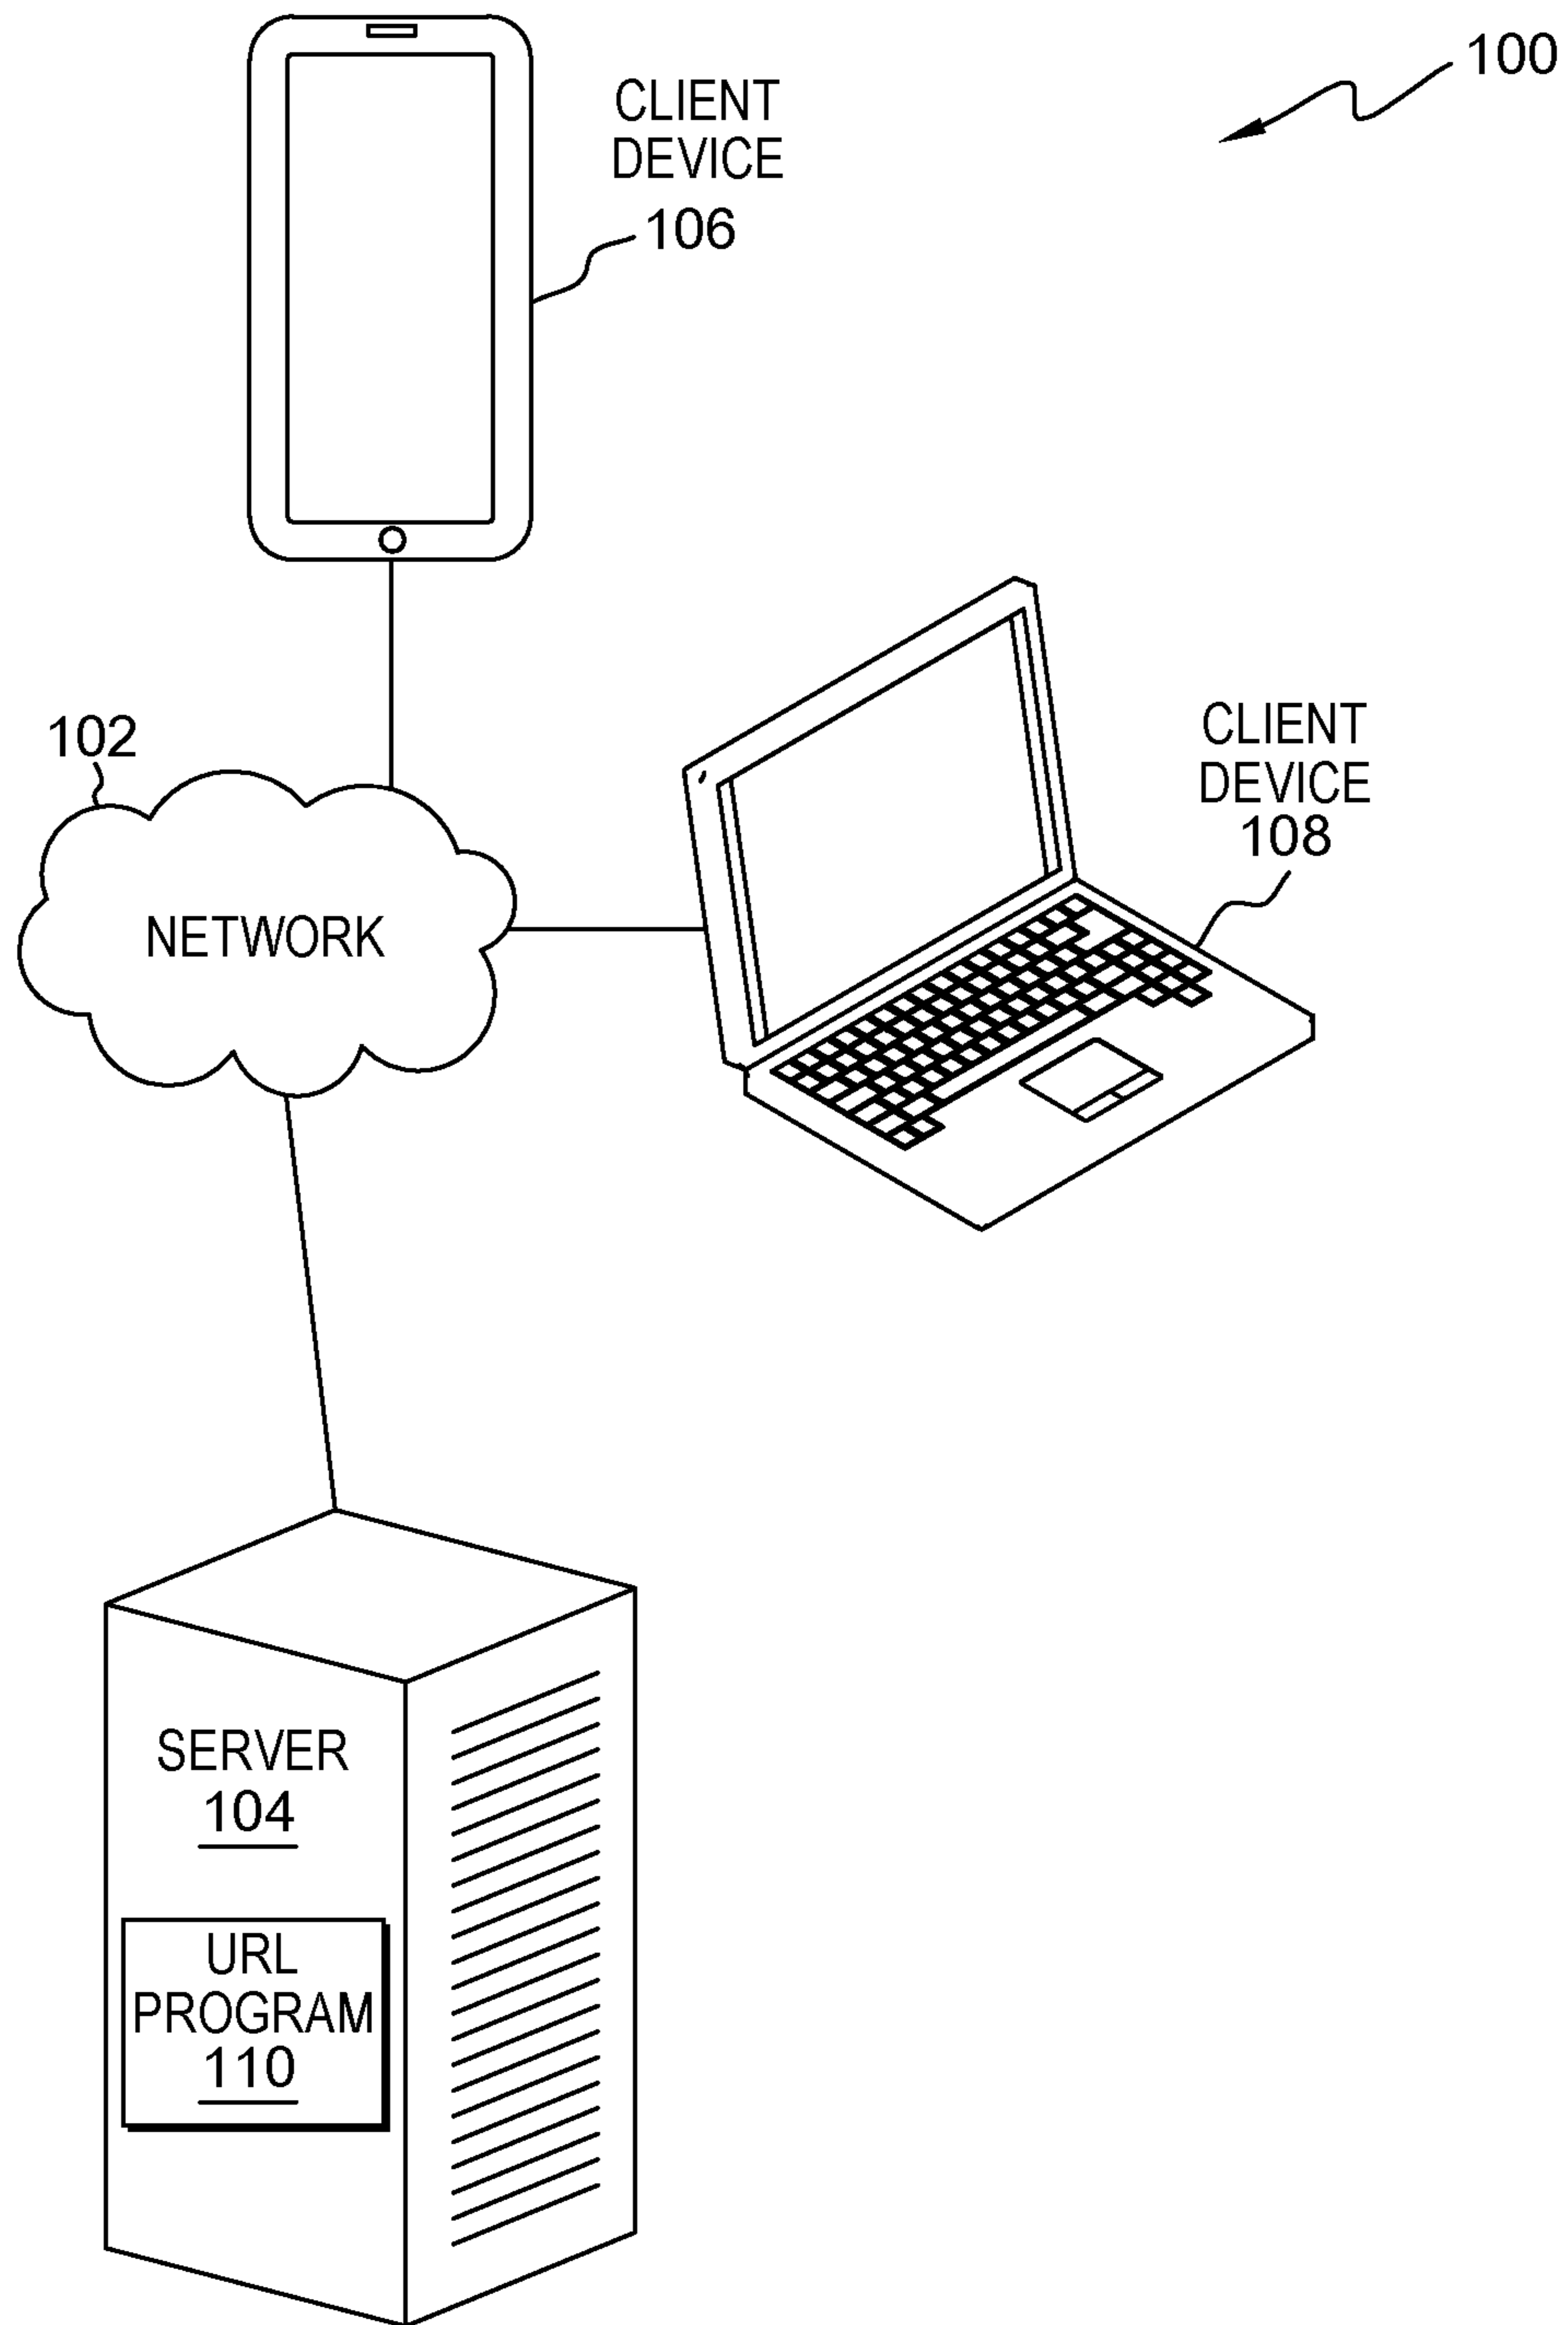 100
CLIENT
DEVICE
106
102
NETWORK
CLIENT
DEVICE
108
SERVER
104
URL
PROGRAM
110